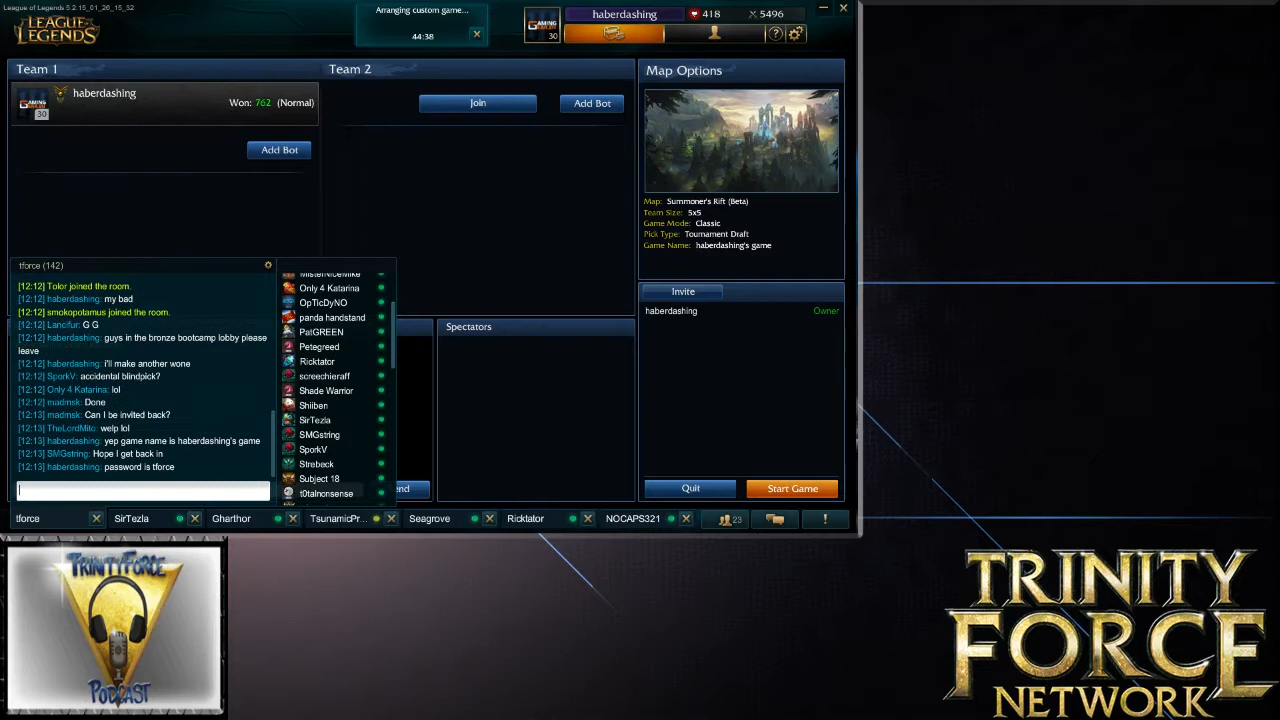 League of Legends 5.2.15_01_26_15_32
LEAGUE
of
LEGENDS
Arranging custom game...
44:38
GAMING
30
haberdashing
418
5496
Team 1
haberdashing
GAMING
30
Won: 762 (Normal)
Add Bot
Team 2
Join
Add Bot
Map Options
Map: Summoner's Rift (Beta)
Team Size: 5x5
Game Mode: Classic
Pick Type: Tournament Draft
Game Name: haberdashing's game
Invite
haberdashing
Owner
Quit
Start Game
Spectators
tforce (142)
[12:12] Tolor joined the room.
[12:12] haberdashing: my bad
[12:12] smokopotamus joined the room.
[12:12] Lancifur: G G
[12:12] haberdashing: guys in the bronze bootcamp lobby please
leave
[12:12] haberdashing: i'll make another wone
[12:12] SporkV: accidental blindpick?
[12:12] Only 4 Katarina: lol
[12:12] madmsk: Done
[12:13] madmsk: Can I be invited back?
[12:13] TheLordMito: welp lol
[12:13] haberdashing: yep game name is haberdashing's game
[12:13] SMGstring: Hope I get back in
[12:13] haberdashing: password is tforce
MisterNiceMike
Only 4 Katarina
OpTicDyNO
panda handstand
PatGREEN
Petegreed
Ricktator
screechieraff
Shade Warrior
Shiiben
SirTezla
SMGstring
SporkV
Streback
Subject 18
t0talnonsense
end
tforce
SirTezla
Gharthor
TsunamicPr...
Seagrove
Ricktator
NOCAPS321
23
TRINITYFORCE
PODCAST
TRINITY
FORCE
NETWORK